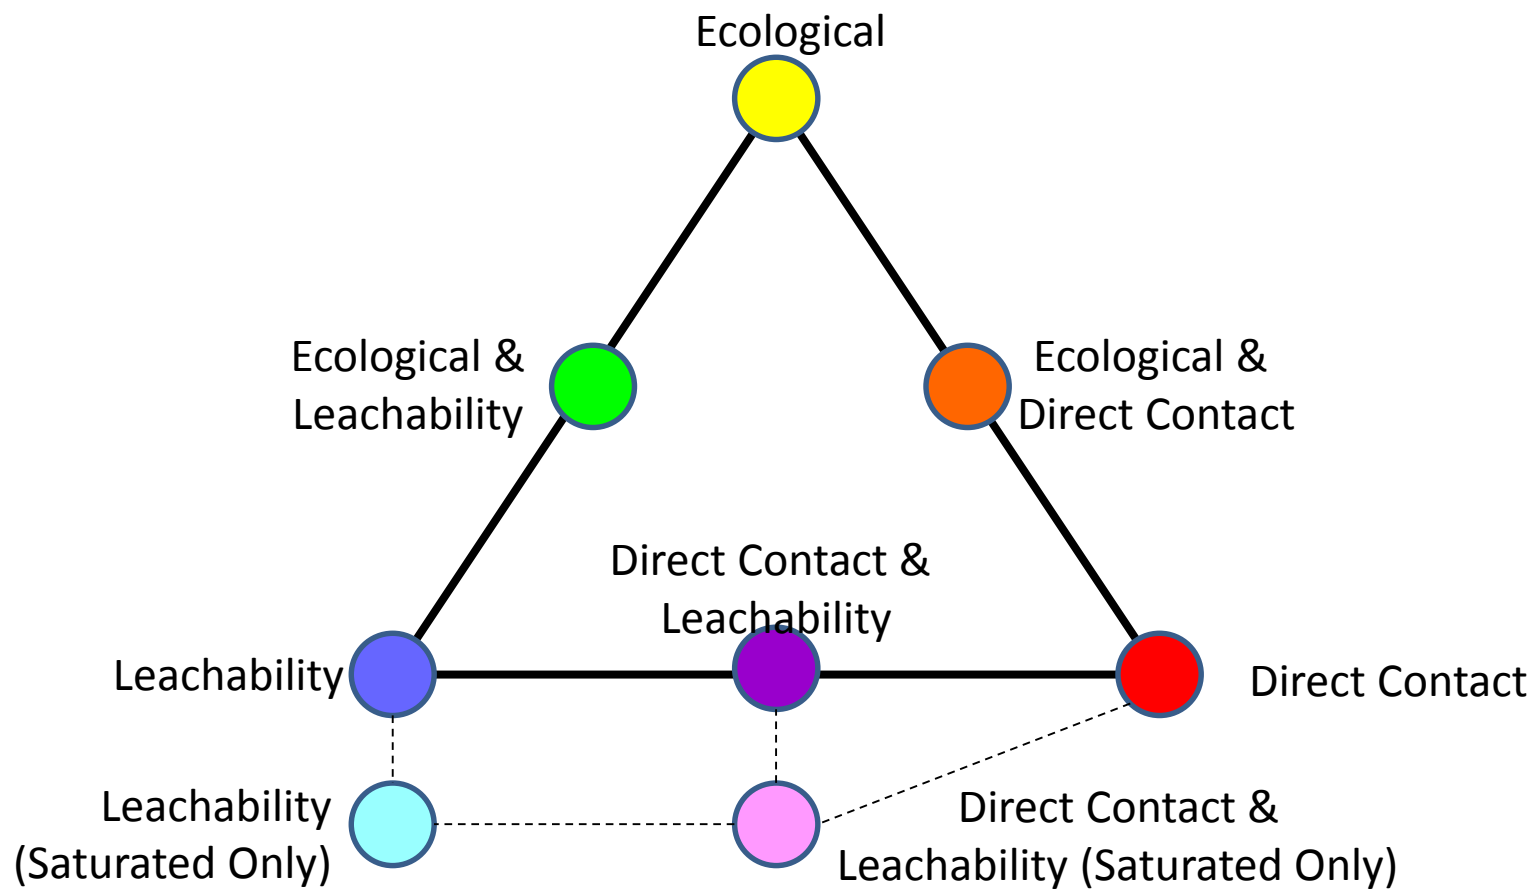 Ecological
Ecological &
Leachability
Ecological &
Direct Contact
Direct Contact &
Leachability
Leachability
Direct Contact
Leachability
(Saturated Only)
Direct Contact &
Leachability (Saturated Only)